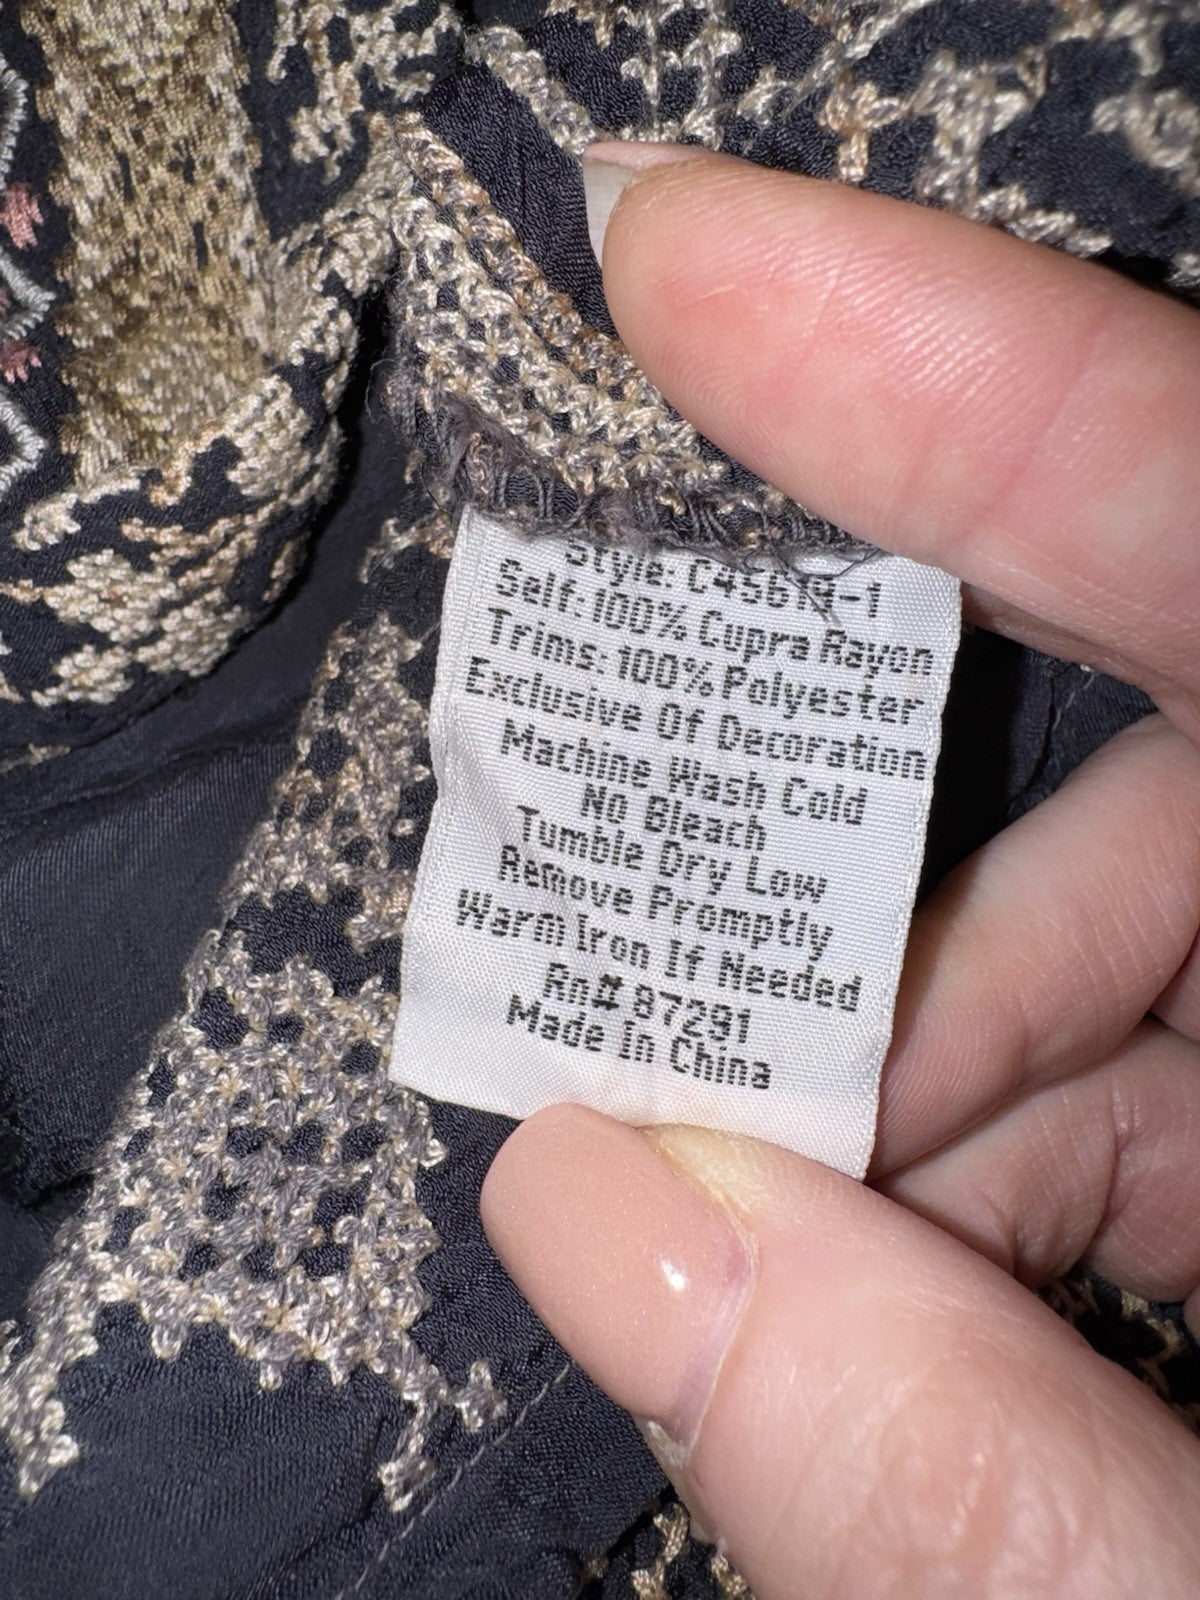 Style: C45614-1
Self: 100% Cupra Rayon
Trims: 100% Polyester
Exclusive Of Decoration
Machine Wash Cold
No Bleach
Tumble Dry Low
Remove Promptly
Warm Iron If Needed
Rn# 87291
Made In China